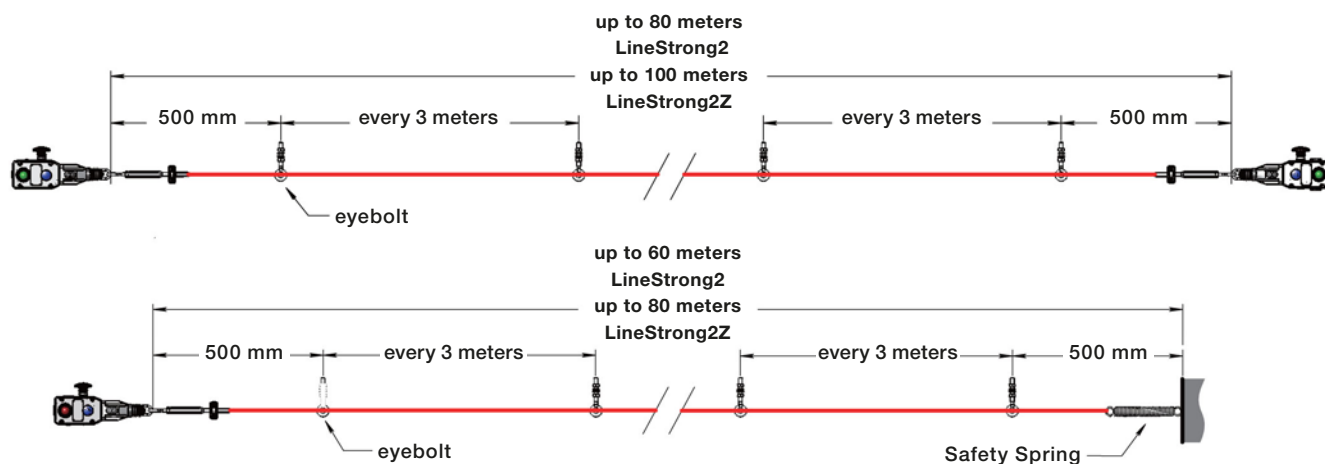 up to 80 meters
LineStrong2
up to 100 meters
LineStrong2Z
500 mm
every 3 meters
every 3 meters
500 mm
eyebolt
up to 60 meters
LineStrong2
up to 80 meters
LineStrong2Z
500 mm
every 3 meters
every 3 meters
500 mm
eyebolt
Safety Spring